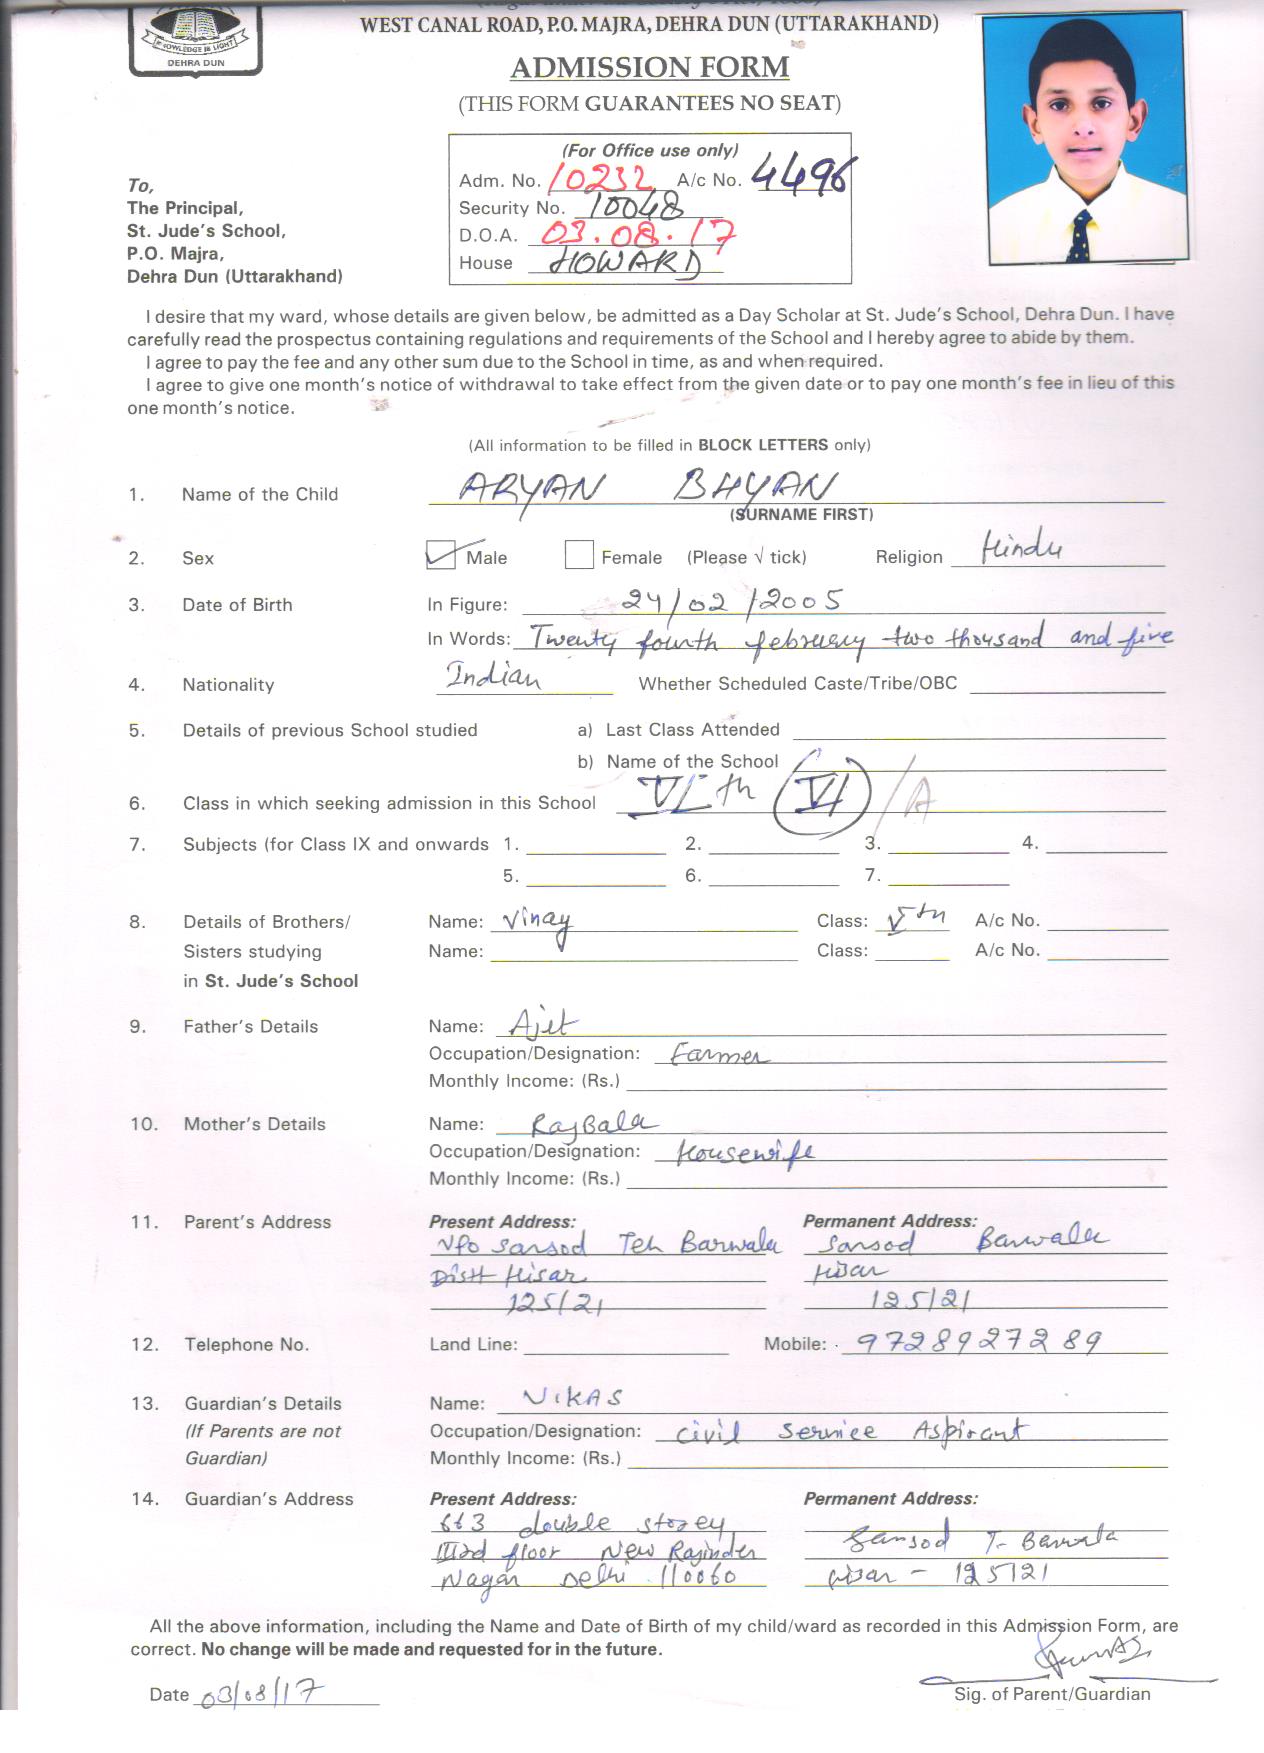 KNOWLEDGE IS LIGHT
DEHRA DUN
WEST CANAL ROAD, P.O. MAJRA, DEHRA DUN (UTTARAKHAND)
ADMISSION FORM
(THIS FORM GUARANTEES NO SEAT)
(For Office use only)
Adm. No. 10232 A/c No. 4496
Security No. 10048
D.O.A. 03.08.17
House HOWARD
To,
The Principal,
St. Jude's School,
P.O. Majra,
Dehra Dun (Uttarakhand)
I desire that my ward, whose details are given below, be admitted as a Day Scholar at St. Jude's School, Dehra Dun. I have
carefully read the prospectus containing regulations and requirements of the School and I hereby agree to abide by them.
I agree to pay the fee and any other sum due to the School in time, as and when required.
I agree to give one month's notice of withdrawal to take effect from the given date or to pay one month's fee in lieu of this
one month's notice.
(All information to be filled in BLOCK LETTERS only)
1. Name of the Child ARYAN BHYAN
(SURNAME FIRST)
2. Sex Male Female (Please √ tick) Religion Hindu
3. Date of Birth In Figure: 24/02/2005
In Words: Twenty fourth february two thousand and five
4. Nationality Indian Whether Scheduled Caste/Tribe/OBC
5. Details of previous School studied a) Last Class Attended
b) Name of the School
6. Class in which seeking admission in this School VIth (VI) /A
7. Subjects (for Class IX and onwards 1. 2. 3. 4.
5. 6. 7.
8. Details of Brothers/ Name: Vinay Class: Vth A/c No.
Sisters studying Name: Class: A/c No.
in St. Jude's School
9. Father's Details Name: Ajit
Occupation/Designation: Farmer
Monthly Income: (Rs.)
10. Mother's Details Name: RajBala
Occupation/Designation: Housewife
Monthly Income: (Rs.)
11. Parent's Address Present Address: Permanent Address:
VPO Sarsod Teh Barwala Sarsod Barwala
Distt Hisar Hisar
125121 125121
12. Telephone No. Land Line: Mobile: 9728927289
13. Guardian's Details Name: VIKAS
(If Parents are not Occupation/Designation: Civil Service Aspirant
Guardian) Monthly Income: (Rs.)
14. Guardian's Address Present Address: Permanent Address:
663 double storey Sarsod T- Barwala
IIIrd floor New Rajinder Hisar - 125121
Nagar Delhi 110060
All the above information, including the Name and Date of Birth of my child/ward as recorded in this Admission Form, are
correct. No change will be made and requested for in the future.
Date 03/08/17 Sig. of Parent/Guardian